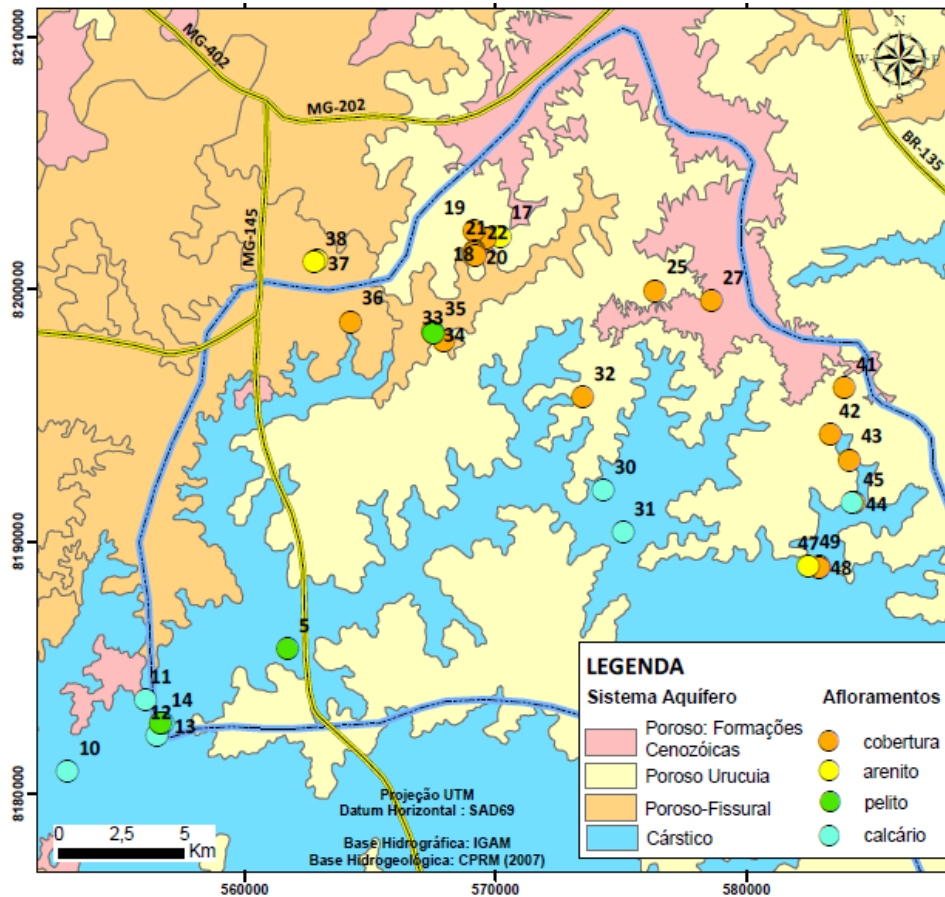 8210000
8200000
8190000
8180000
MG-402
MG-202
BR-135
MG-145
N
W
E
S
19
17
21
22
38
18
20
37
25
27
36
35
33
34
41
32
42
43
30
45
31
44
47
49
48
5
11
14
12
13
10
LEGENDA
Sistema Aquífero
Poroso: Formações
Cenozóicas
Poroso Urucuia
Poroso-Fissural
Cárstico
Afloramentos
cobertura
arenito
pelito
calcário
Projeção UTM
Datum Horizontal : SAD69
Base Hidrográfica: IGAM
Base Hidrogeológica: CPRM (2007)
0 2,5 5
Km
560000 570000 580000